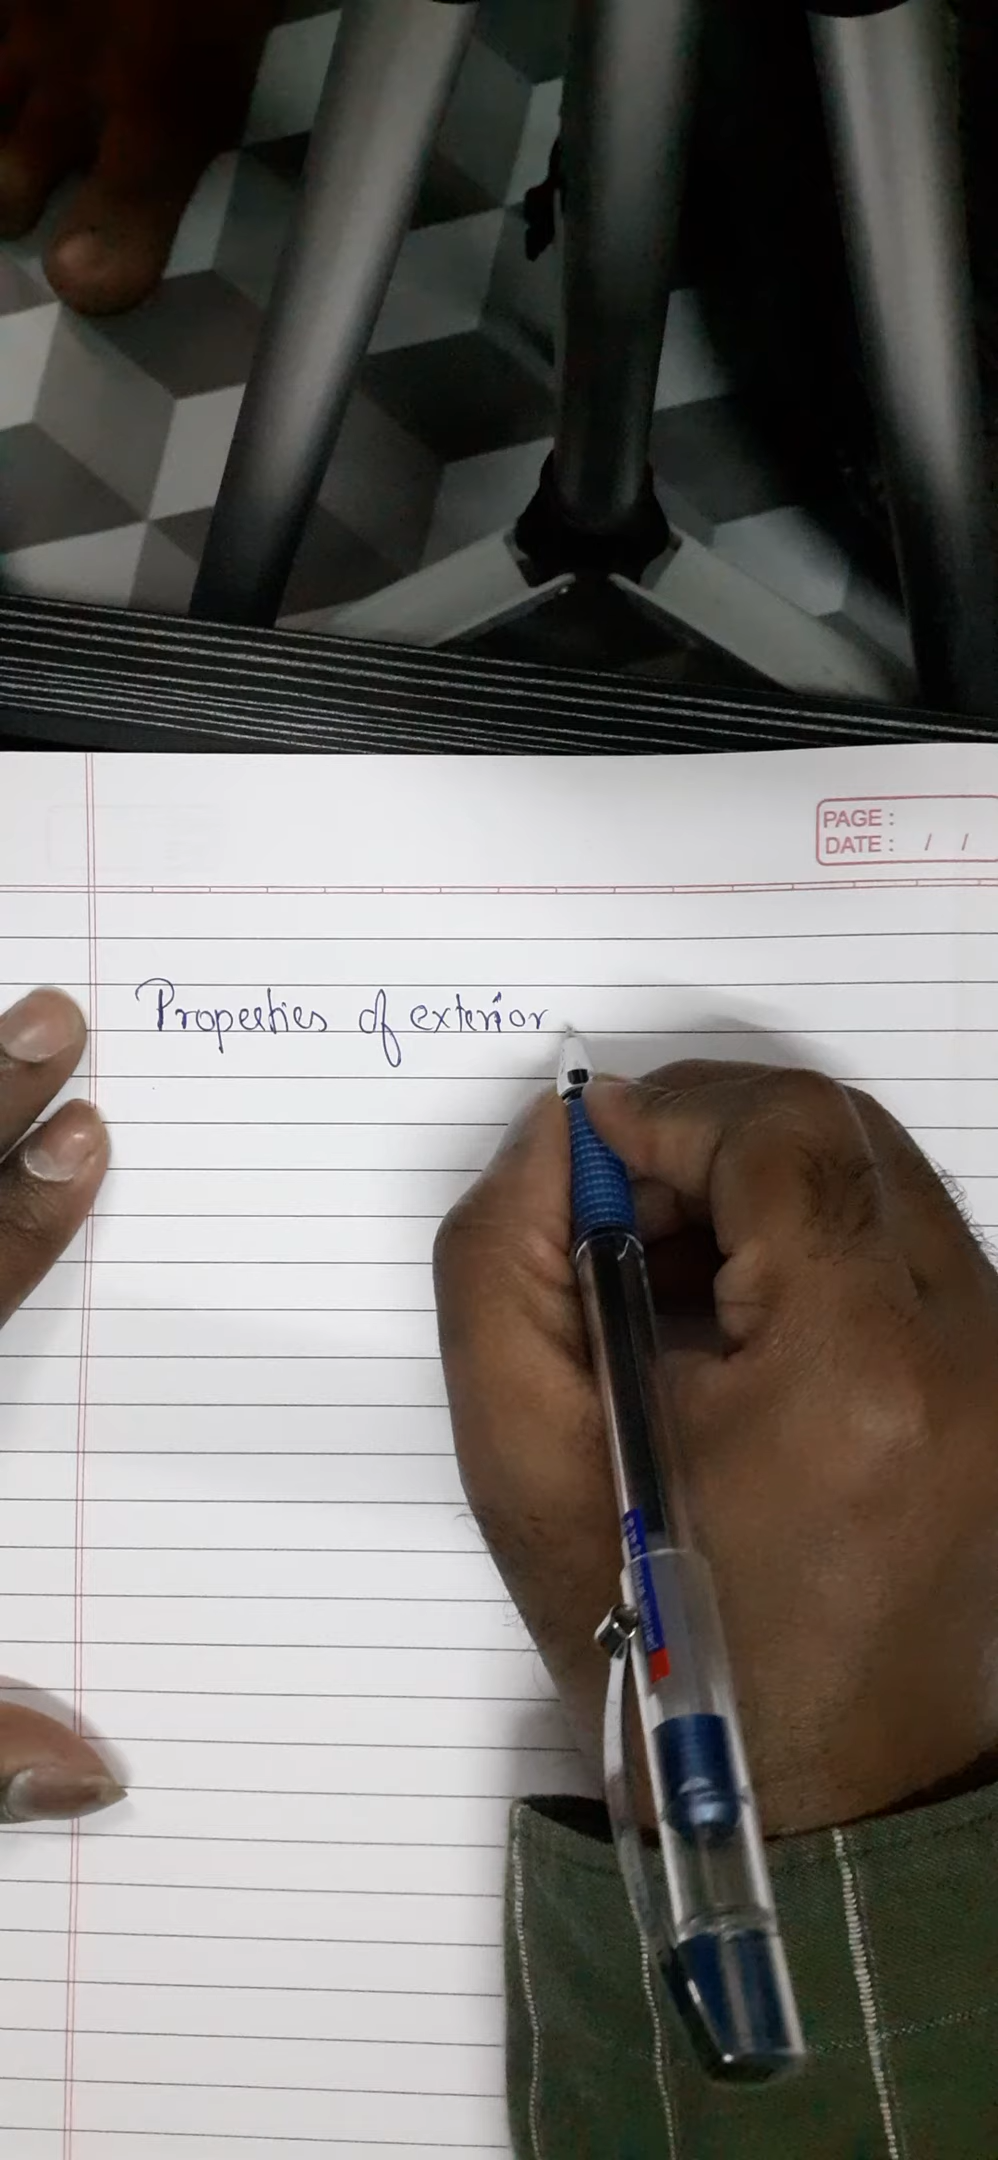 PAGE :
DATE : / /
Properties of exterior